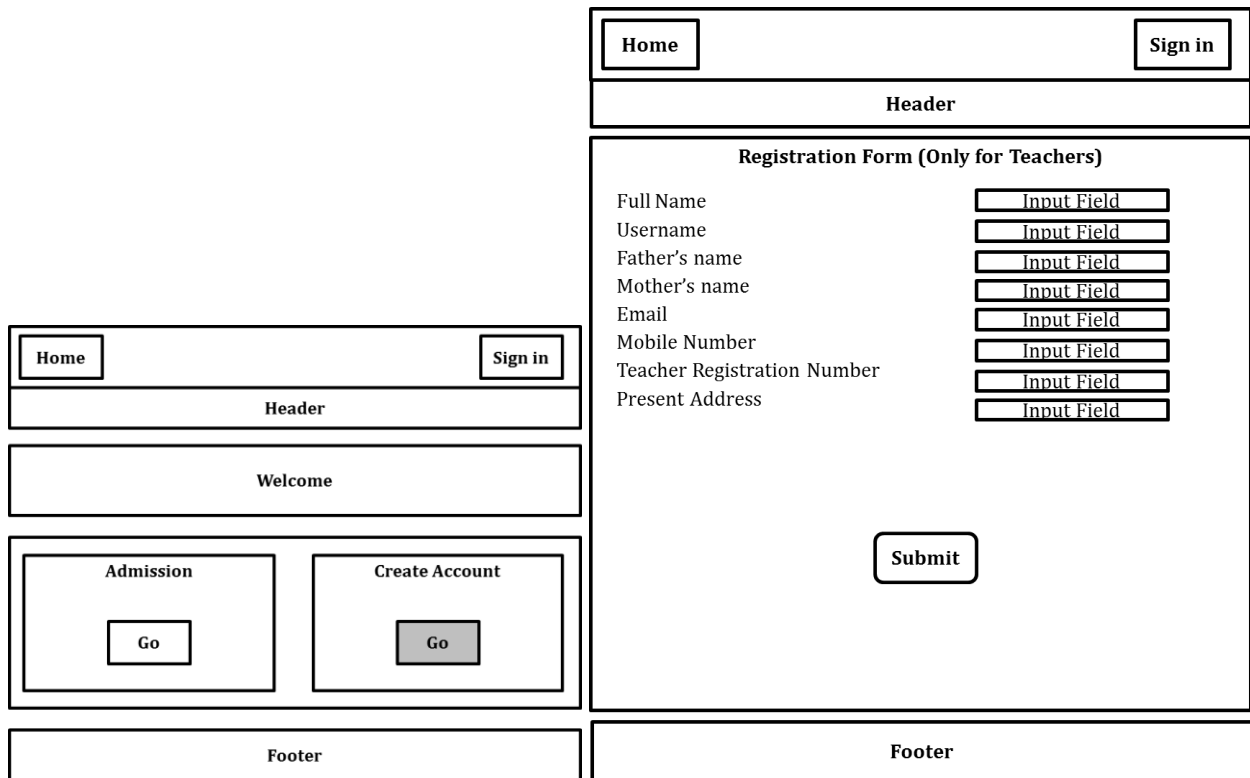 Home
Sign in
Header
Welcome
Admission
Create Account
Go
Go
Footer
Home
Sign in
Header
Registration Form (Only for Teachers)
Full Name
Input Field
Username
Input Field
Father’s name
Input Field
Mother’s name
Input Field
Email
Input Field
Mobile Number
Input Field
Teacher Registration Number
Input Field
Present Address
Input Field
Submit
Footer